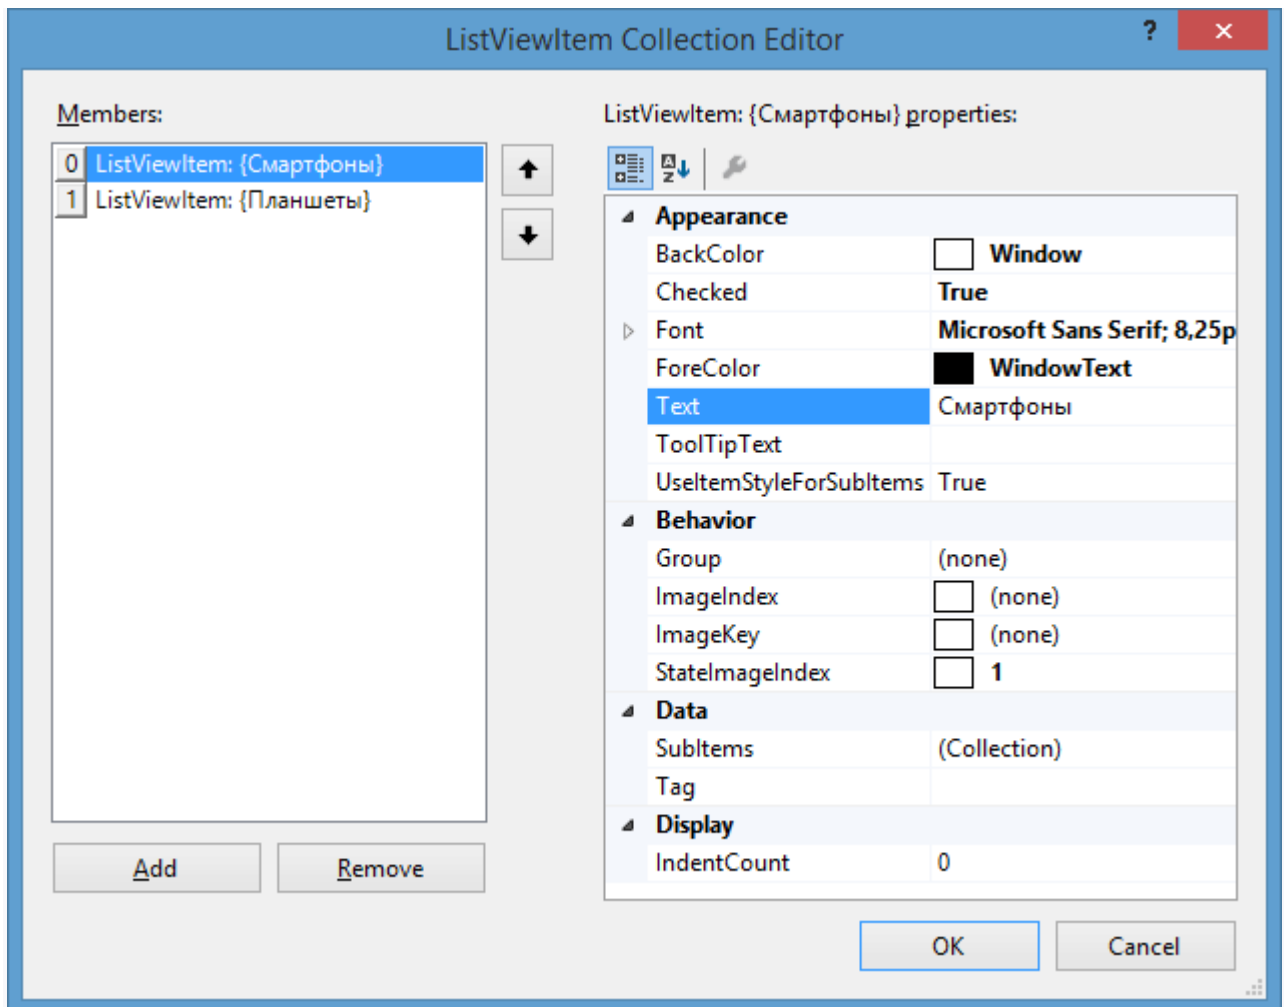 ListViewItem Collection Editor
?
Members:
0 ListViewItem: {Смартфоны}
1 ListViewItem: {Планшеты}
Add
Remove
ListViewItem: {Смартфоны} properties:
Appearance
BackColor Window
Checked True
Font Microsoft Sans Serif; 8,25p
ForeColor WindowText
Text Смартфоны
ToolTipText
UseItemStyleForSubItems True
Behavior
Group (none)
ImageIndex (none)
ImageKey (none)
StateImageIndex 1
Data
SubItems (Collection)
Tag
Display
IndentCount 0
OK
Cancel